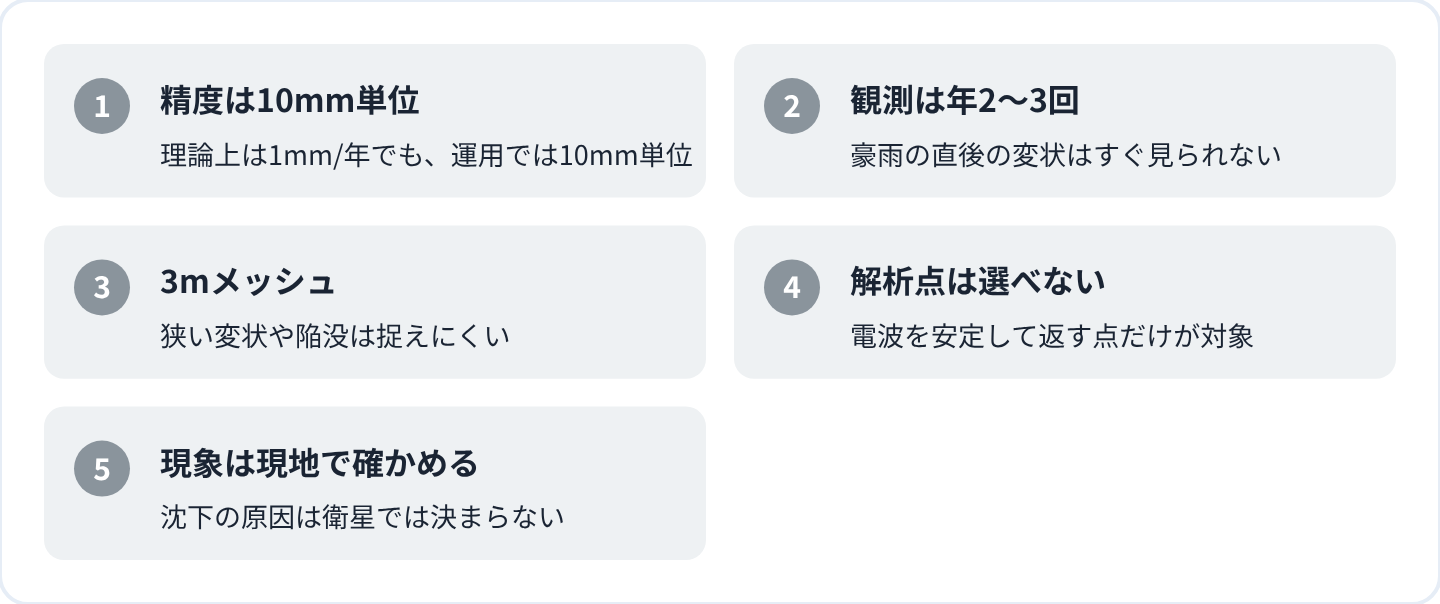 1
精度は10mm単位
理論上は1mm/年でも、運用では10mm単位
2
観測は年2〜3回
豪雨の直後の変状はすぐ見られない
3
3mメッシュ
狭い変状や陥没は捉えにくい
4
解析点は選べない
電波を安定して返す点だけが対象
5
現象は現地で確かめる
沈下の原因は衛星では決まらない